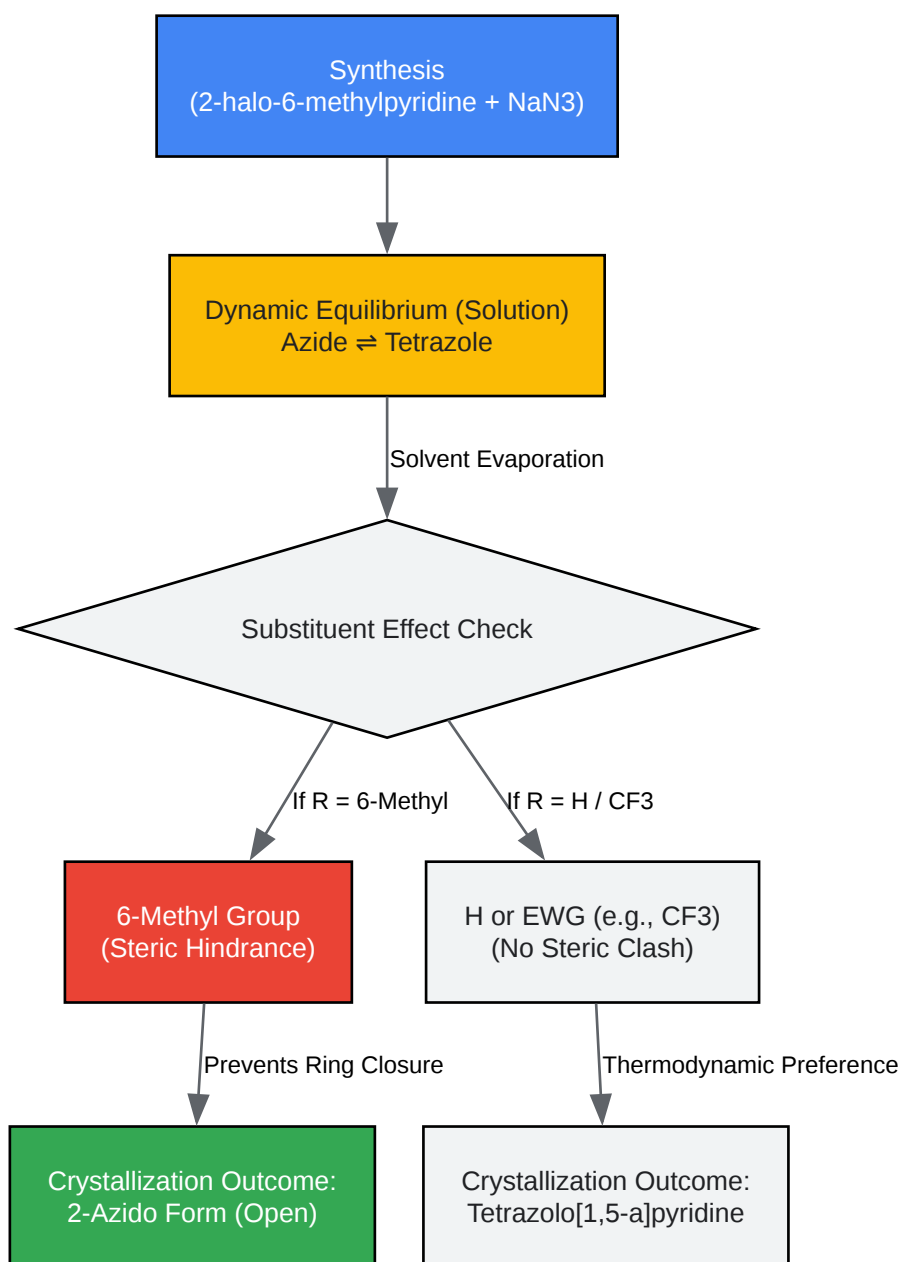 Synthesis
(2-halo-6-methylpyridine + NaN3)
Dynamic Equilibrium (Solution)
Azide ⇌ Tetrazole
Solvent Evaporation
Substituent Effect Check
If R = 6-Methyl
If R = H / CF3
6-Methyl Group
(Steric Hindrance)
H or EWG (e.g., CF3)
(No Steric Clash)
Prevents Ring Closure
Thermodynamic Preference
Crystallization Outcome:
2-Azido Form (Open)
Crystallization Outcome:
Tetrazolo[1,5-a]pyridine